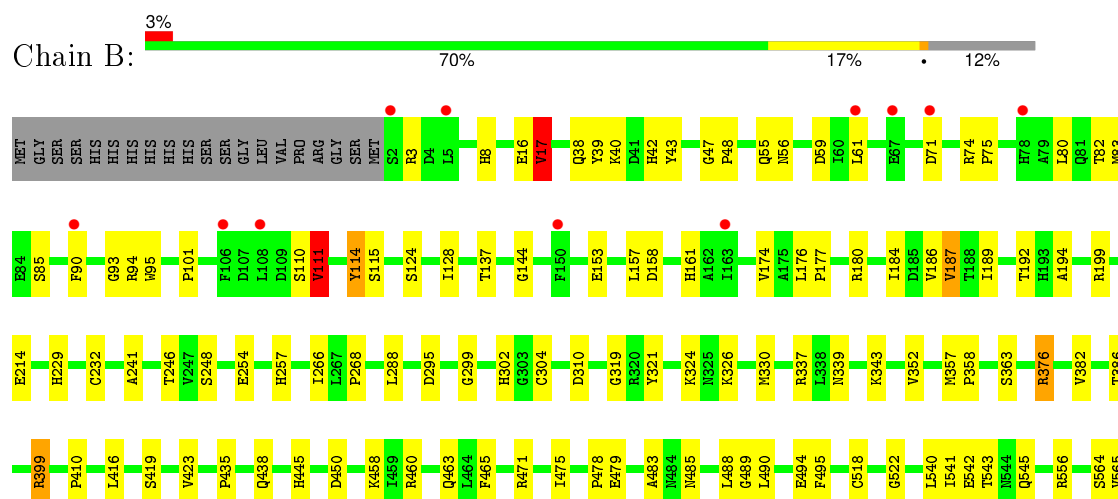 3%
Chain B:
70% 17% • 12%
MET GLY SER SER HIS HIS HIS HIS HIS HIS SER SER GLY LEU VAL PRO ARG GLY SER MET S2 R3 D4 L5 H8 E16 V17 Q38 Y39 K40 D41 H42 Y43 G47 P48 Q55 N56 D59 I60 L61 E67 D71 R74 P75 H78 A79 L80 Q81 T82
E84 S85 F90 G93 R94 W95 P101 F106 D107 L108 D109 S110 V111 Y114 S115 S124 I128 T137 G144 F150 E153 L157 D158 H161 A162 I163 V174 A175 L176 P177 R180 I184 D185 V186 V187 T188 I189 T192 H193 A194 R199
E214 H229 C232 A241 T246 V247 S248 E254 H257 I266 L267 P268 L288 D295 G299 H302 G303 C304 D310 G319 R320 Y321 K324 N325 K326 M330 R337 L338 N339 K343 V352 M357 P358 S363 R376 V382 T386
R399 P410 L416 S419 V423 P435 Q438 H445 D450 K458 I459 R460 Q463 L464 F465 R471 I475 P478 E479 A483 N484 N485 L488 G489 L490 E494 F495 C518 G522 L540 I541 E542 T543 N544 Q545 R556 S564